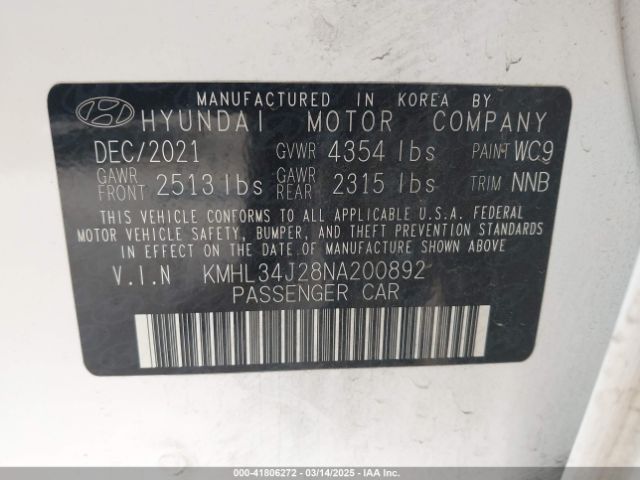 MANUFACTURED IN KOREA BY
HYUNDAI MOTOR COMPANY
DEC/2021 GVWR 4354 lbs PAINT WC9
GAWR FRONT 2513 lbs GAWR REAR 2315 lbs TRIM NNB
THIS VEHICLE CONFORMS TO ALL APPLICABLE U.S.A. FEDERAL
MOTOR VEHICLE SAFETY, BUMPER, AND THEFT PREVENTION STANDARDS
IN EFFECT ON THE DATE OF MANUFACTURE SHOWN ABOVE.
V.I.N KMHL34J28NA200892
PASSENGER CAR
000-41806272 - 03/14/2025 - IAA, Inc.